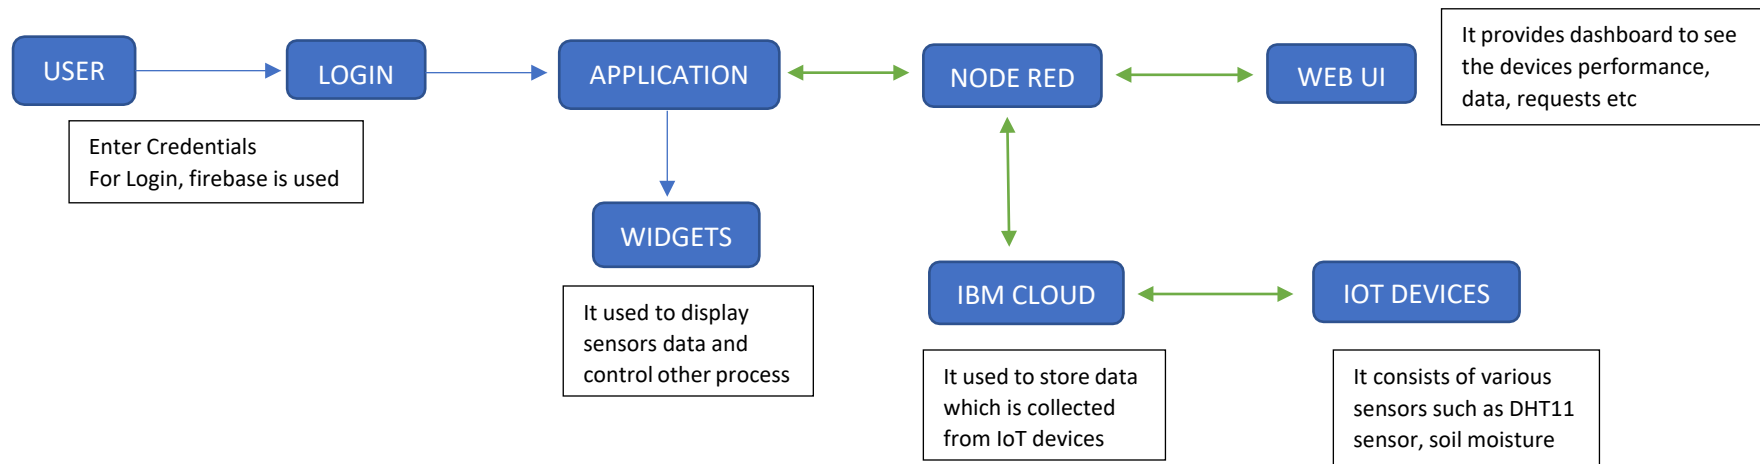 USER
LOGIN
APPLICATION
NODE RED
WEB UI
It provides dashboard to see
the devices performance,
data, requests etc
Enter Credentials
For Login, firebase is used
WIDGETS
It used to display
sensors data and
control other process
IBM CLOUD
IOT DEVICES
It used to store data
which is collected
from IoT devices
It consists of various
sensors such as DHT11
sensor, soil moisture